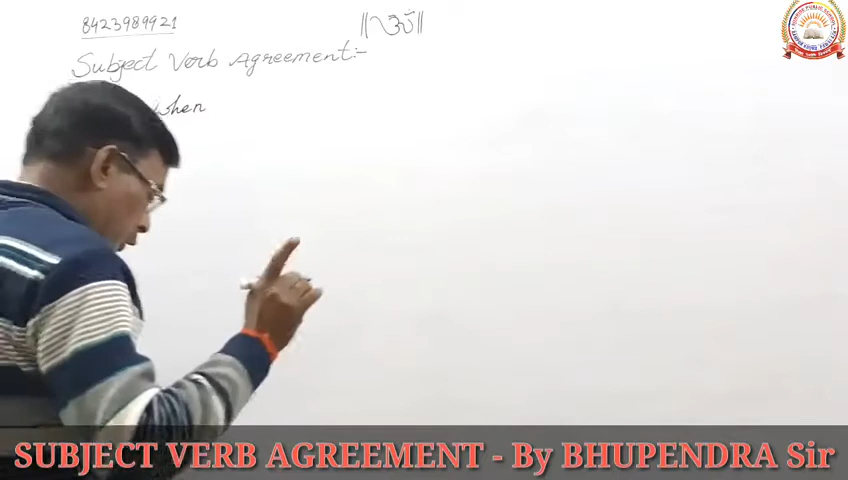 8423989921
॥ ॐ ॥
Subject Verb Agreement:-
when
SUBJECT VERB AGREEMENT - By BHUPENDRA Sir